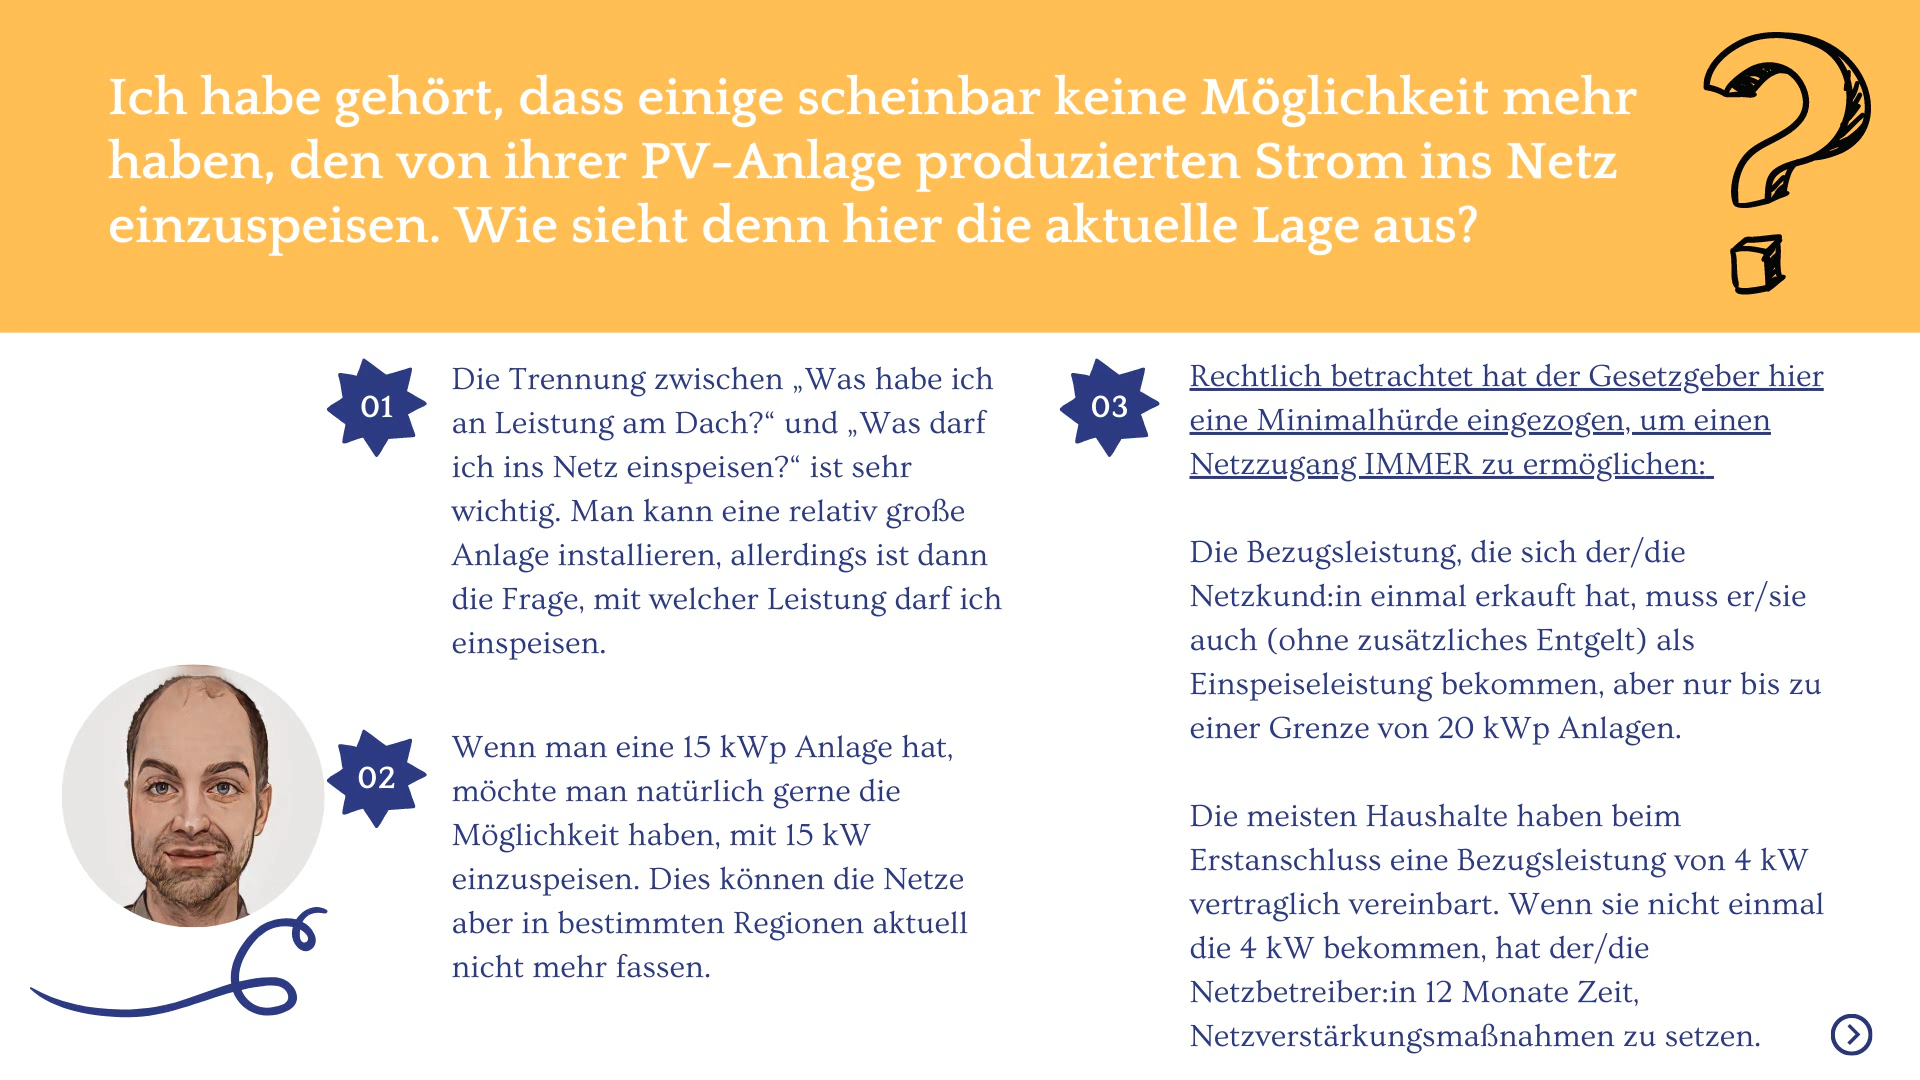 Ich habe gehört, dass einige scheinbar keine Möglichkeit mehr
haben, den von ihrer PV-Anlage produzierten Strom ins Netz
einzuspeisen. Wie sieht denn hier die aktuelle Lage aus?
01
Die Trennung zwischen „Was habe ich
an Leistung am Dach?“ und „Was darf
ich ins Netz einspeisen?“ ist sehr
wichtig. Man kann eine relativ große
Anlage installieren, allerdings ist dann
die Frage, mit welcher Leistung darf ich
einspeisen.
02
Wenn man eine 15 kWp Anlage hat,
möchte man natürlich gerne die
Möglichkeit haben, mit 15 kW
einzuspeisen. Dies können die Netze
aber in bestimmten Regionen aktuell
nicht mehr fassen.
03
Rechtlich betrachtet hat der Gesetzgeber hier
eine Minimalhürde eingezogen, um einen
Netzzugang IMMER zu ermöglichen:
Die Bezugsleistung, die sich der/die
Netzkund:in einmal erkauft hat, muss er/sie
auch (ohne zusätzliches Entgelt) als
Einspeiseleistung bekommen, aber nur bis zu
einer Grenze von 20 kWp Anlagen.
Die meisten Haushalte haben beim
Erstanschluss eine Bezugsleistung von 4 kW
vertraglich vereinbart. Wenn sie nicht einmal
die 4 kW bekommen, hat der/die
Netzbetreiber:in 12 Monate Zeit,
Netzverstärkungsmaßnahmen zu setzen.